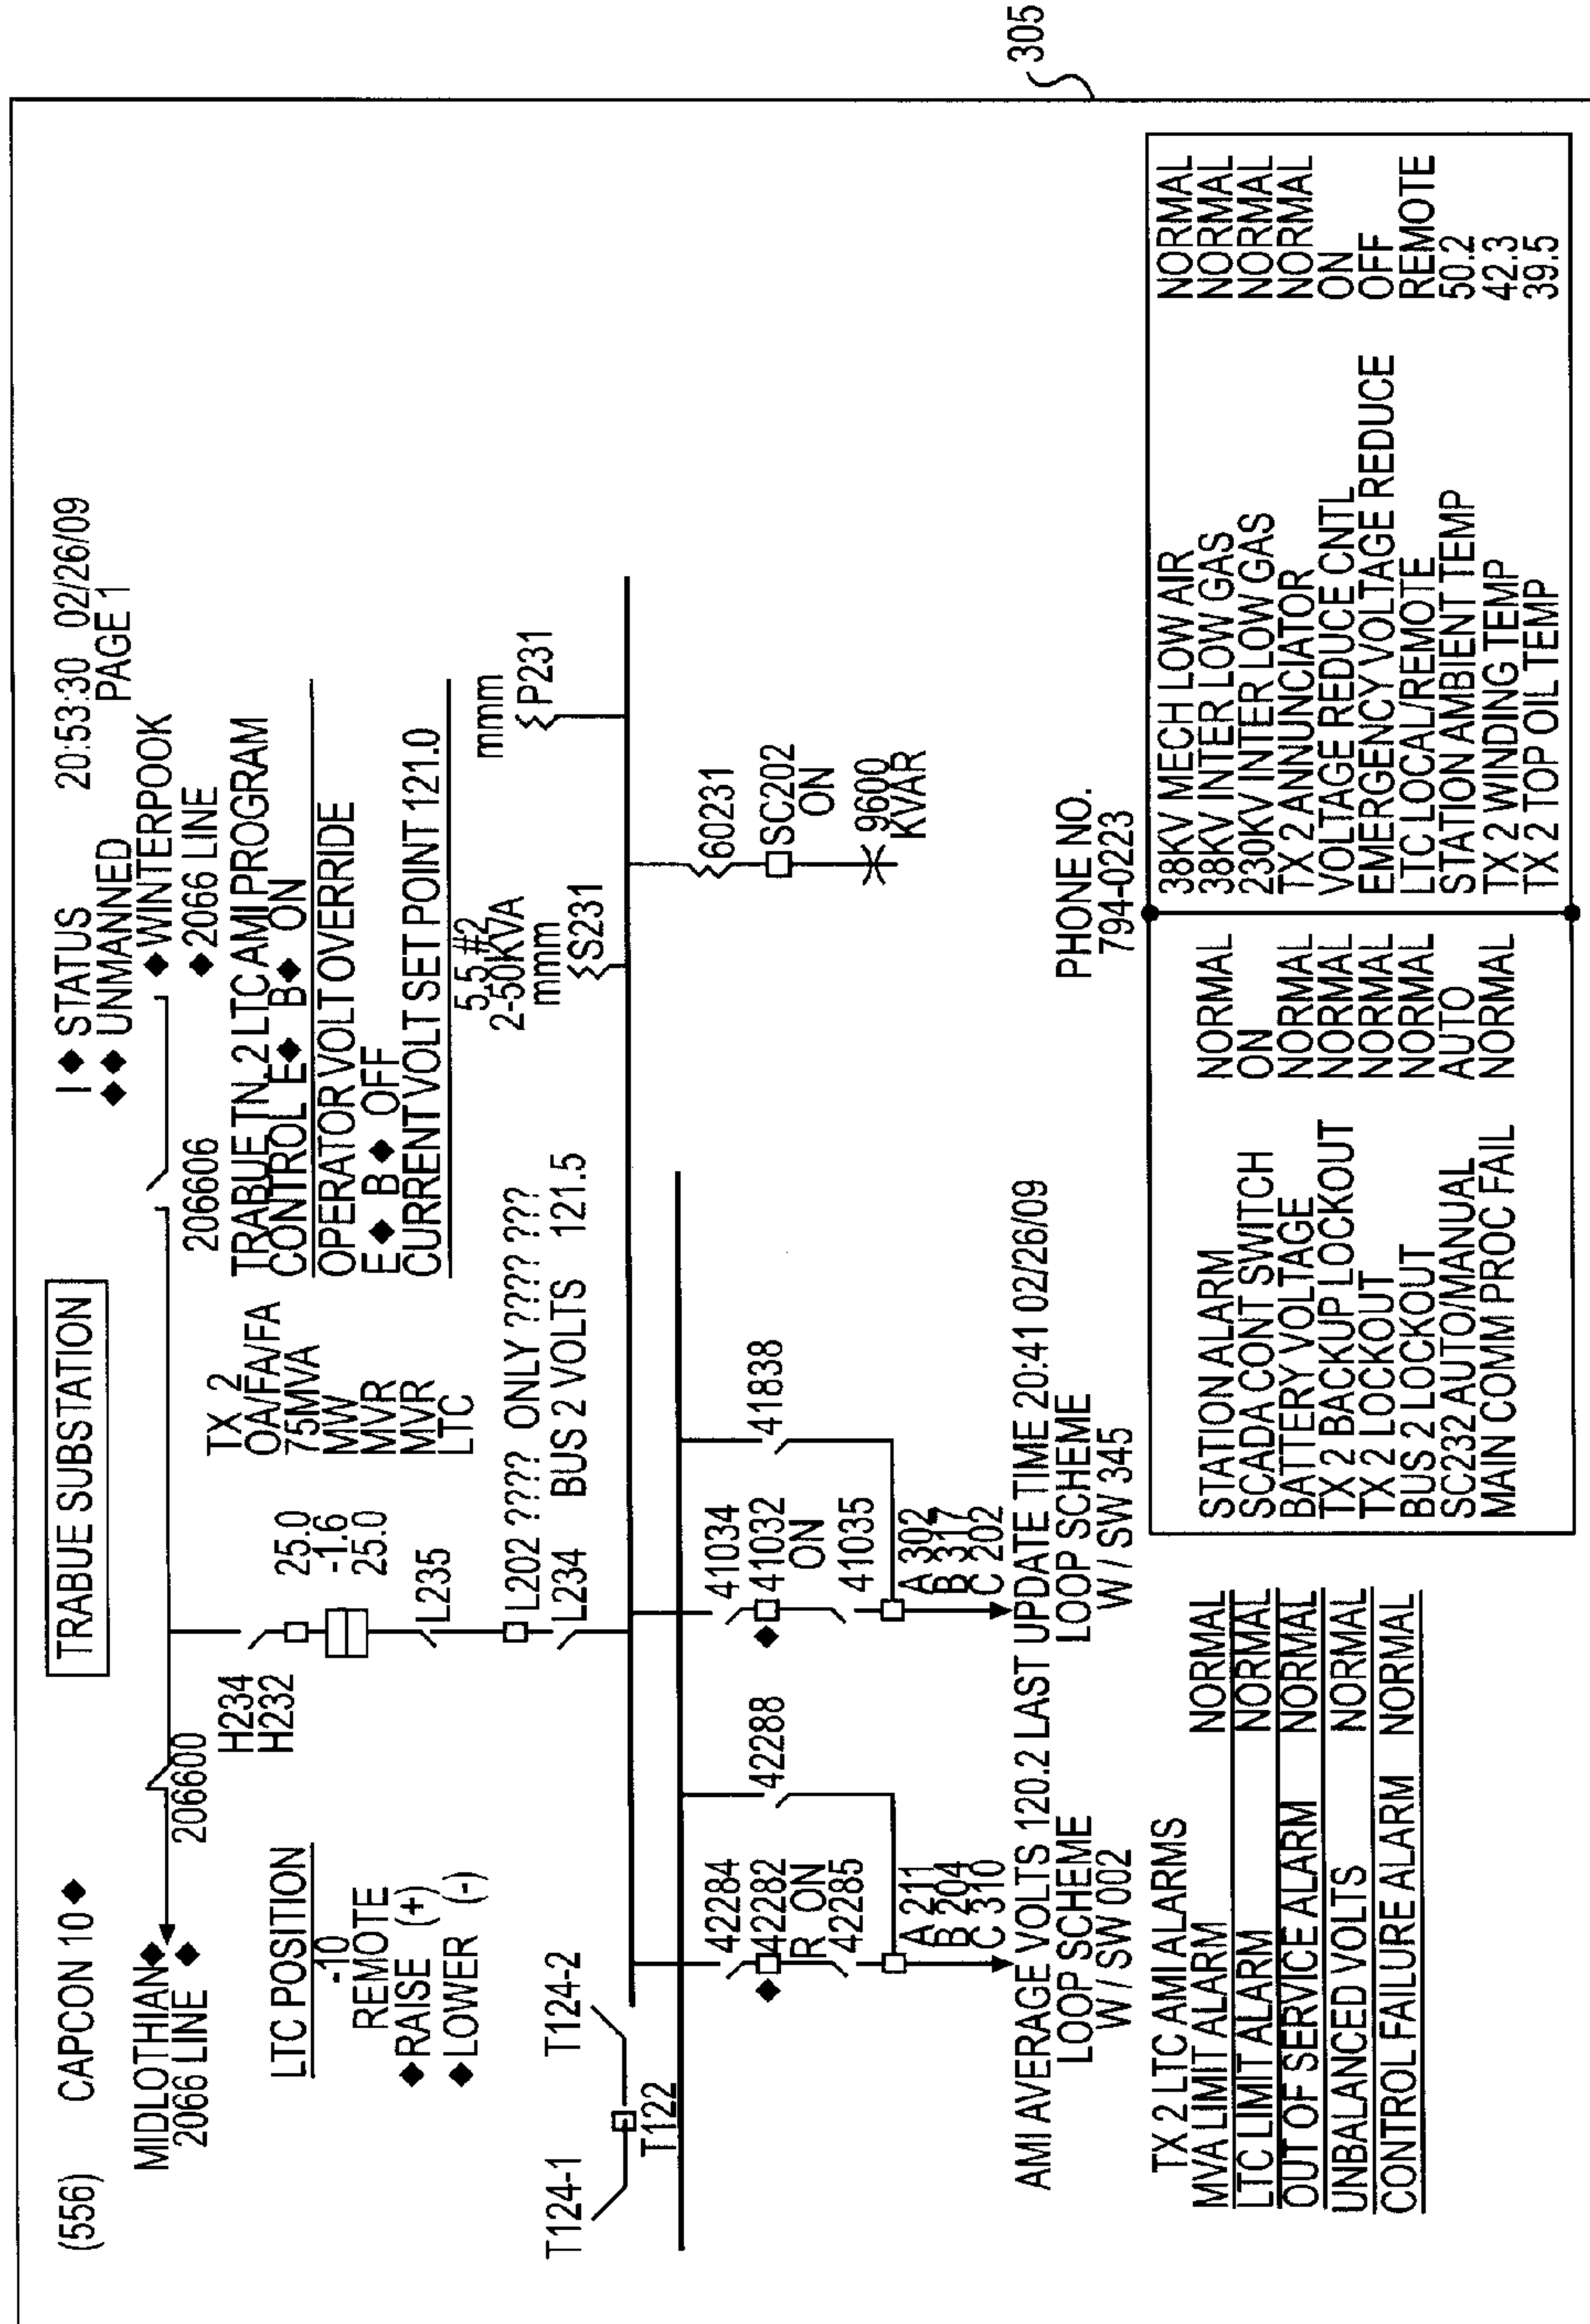 (556) CAPCON 10◆
TRABUE SUBSTATION
I ◆ STATUS 20:53:30 02/26/09
◆◆ UNMANNED PAGE 1
◆ WINTERPOOK
◆ 2066 LINE
MIDLOTHIAN◆
2066 LINE ◆
206600
206606
H234
H232
LTC POSITION
-10
REMOTE
◆RAISE (+)
◆LOWER (-)
25.0
-1.6
25.0
TX 2
OA/FA/FA
75MVA
MW
MVR
MVR
LTC
TRABUE TN.2 LTC AMI PROGRAM
CONTROL E◆ B◆ ON
OPERATOR VOLT OVERRIDE
E◆ B◆ OFF
CURRENT VOLT SET POINT 121.0
L235
L202 ???? ONLY ???? ???
L234 BUS 2 VOLTS 121.5
5.5 #2
2-50KVA
mmm
S231
mmm
P231
T124-1 T124-2
T122
42284
◆ 42282
R ON
42285
42288
A 211
B 204
C 310
41034
◆ 41032
ON
41035
41838
A 302
B 317
C 202
60231
SC202
ON
9600
KVAR
AMI AVERAGE VOLTS 120.2 LAST UPDATE TIME 20:41 02/26/09
LOOP SCHEME
W / SW 002
LOOP SCHEME
W / SW 345
PHONE NO.
794-0223
TX 2 LTC AMI ALARMS
MVA LIMIT ALARM NORMAL
LTC LIMIT ALARM NORMAL
OUT OF SERVICE ALARM NORMAL
UNBALANCED VOLTS NORMAL
CONTROL FAILURE ALARM NORMAL
STATION ALARM NORMAL
SCADA CONT SWITCH ON
BATTERY VOLTAGE NORMAL
TX 2 BACKUP LOCKOUT NORMAL
TX 2 LOCKOUT NORMAL
BUS 2 LOCKOUT NORMAL
SC232 AUTO/MANUAL AUTO
MAIN COMM PROC FAIL NORMAL
38KV MECH LOW AIR NORMAL
38KV INTER LOW GAS NORMAL
230KV INTER LOW GAS NORMAL
TX 2 ANNUNCIATOR NORMAL
VOLTAGE REDUCE CNTL ON
EMERGENCY VOLTAGE REDUCE OFF
LTC LOCAL/REMOTE REMOTE
STATION AMBIENT TEMP 50.2
TX 2 WINDING TEMP 42.3
TX 2 TOP OIL TEMP 39.5
305